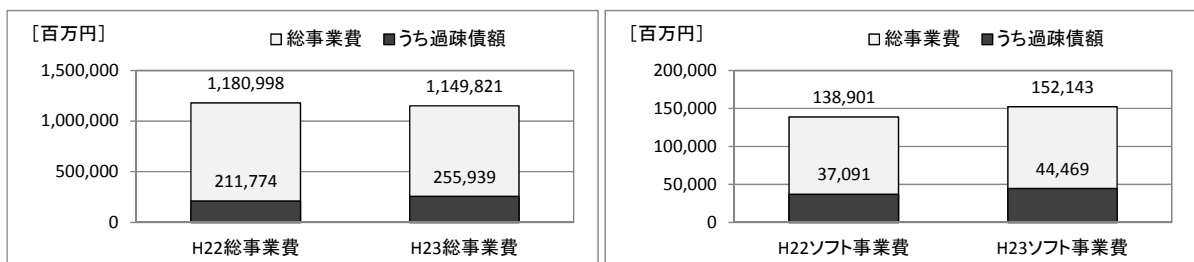 [百万円]
□総事業費 ■うち過疎債額
1,500,000
1,000,000
500,000
0
1,180,998
1,149,821
211,774
255,939
H22総事業費 H23総事業費
[百万円]
□総事業費 ■うち過疎債額
200,000
150,000
100,000
50,000
0
138,901
152,143
37,091
44,469
H22ソフト事業費 H23ソフト事業費